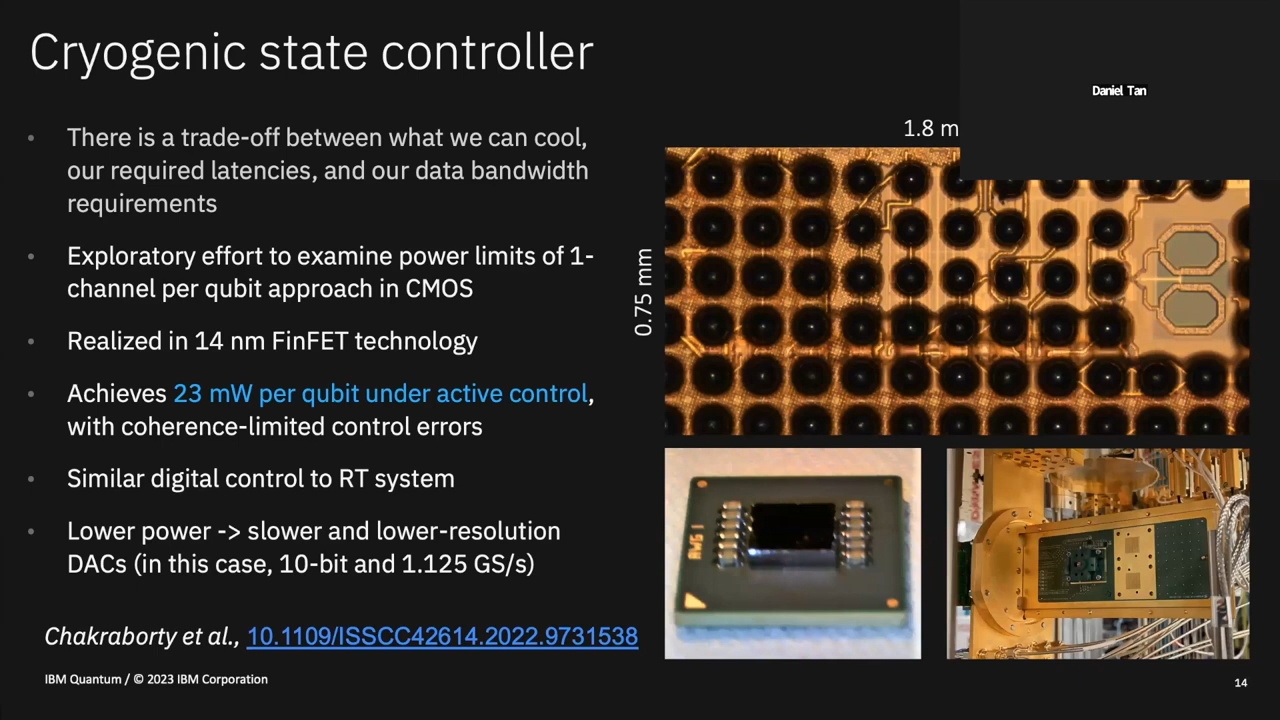 Cryogenic state controller
Daniel Tan
• There is a trade-off between what we can cool,
our required latencies, and our data bandwidth
requirements
• Exploratory effort to examine power limits of 1-
channel per qubit approach in CMOS
• Realized in 14 nm FinFET technology
• Achieves 23 mW per qubit under active control,
with coherence-limited control errors
• Similar digital control to RT system
• Lower power -> slower and lower-resolution
DACs (in this case, 10-bit and 1.125 GS/s)
Chakraborty et al., 10.1109/ISSCC42614.2022.9731538
1.8 m
0.75 mm
AWG 1
IBM Quantum / © 2023 IBM Corporation
14